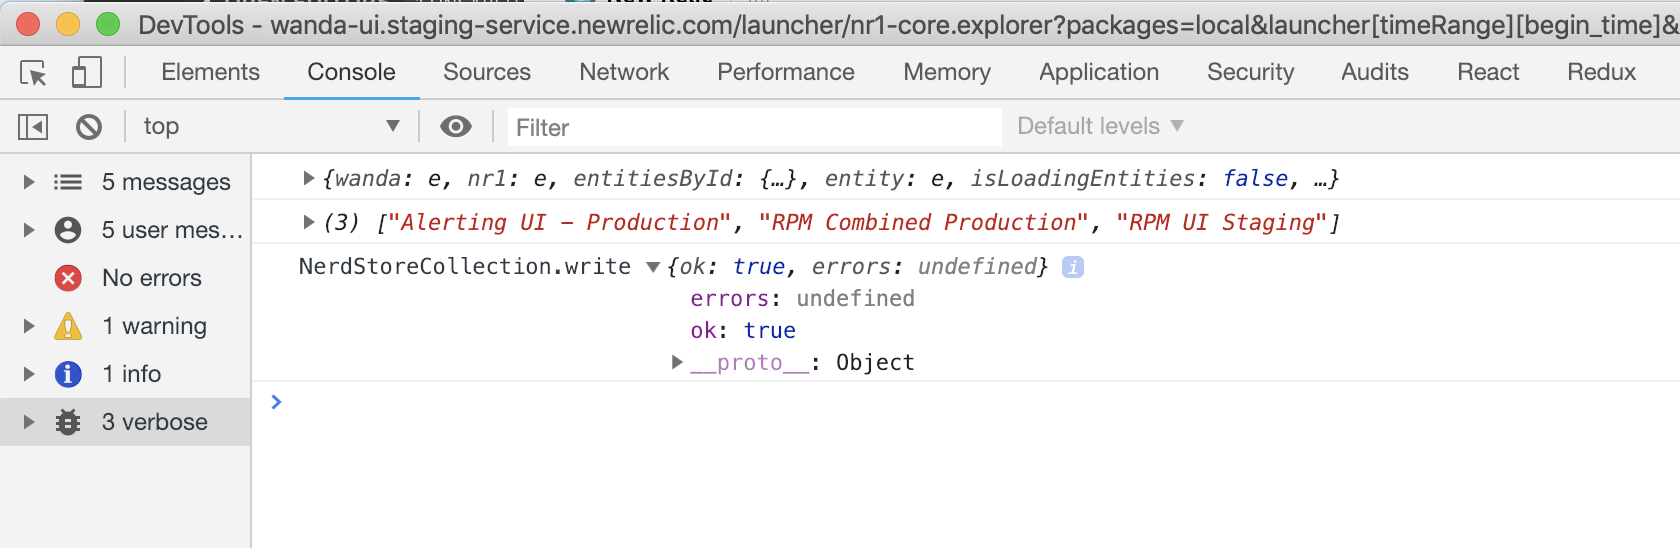 DevTools - wanda-ui.staging-service.newrelic.com/launcher/nr1-core.explorer?packages=local&launcher[timeRange][begin_time]&
Elements Console Sources Network Performance Memory Application Security Audits React Redux
top ▼ Filter Default levels ▼
5 messages
5 user mes…
No errors
1 warning
1 info
3 verbose
{wanda: e, nr1: e, entitiesById: {…}, entity: e, isLoadingEntities: false, …}
(3) ["Alerting UI – Production", "RPM Combined Production", "RPM UI Staging"]
NerdStoreCollection.write ▼{ok: true, errors: undefined} i
errors: undefined
ok: true
__proto__: Object
>